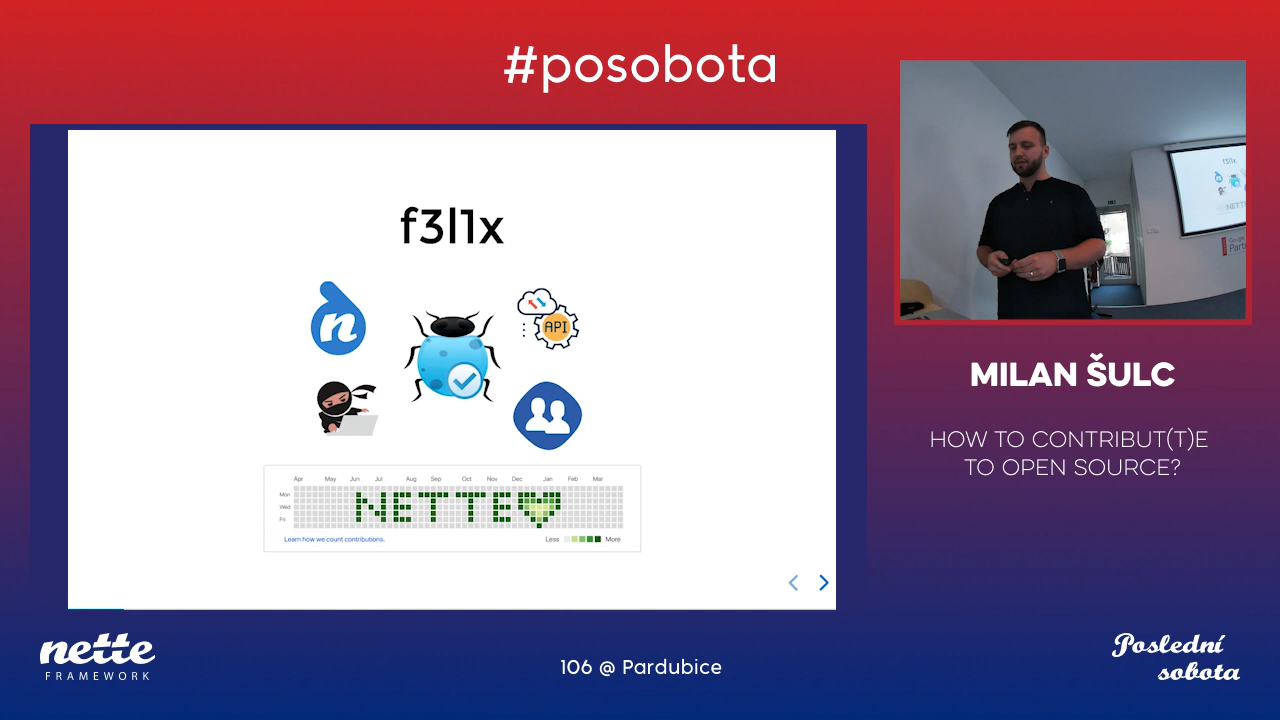 #posobota
f3l1x
n
API
Apr May Jun Jul Aug Sep Oct Nov Dec Jan Feb Mar
Mon
Wed
Fri
NETTE
Learn how we count contributions.
Less More
MILAN ŠULC
HOW TO CONTRIBUT(T)E
TO OPEN SOURCE?
nette
FRAMEWORK
106 @ Pardubice
Poslední
sobota